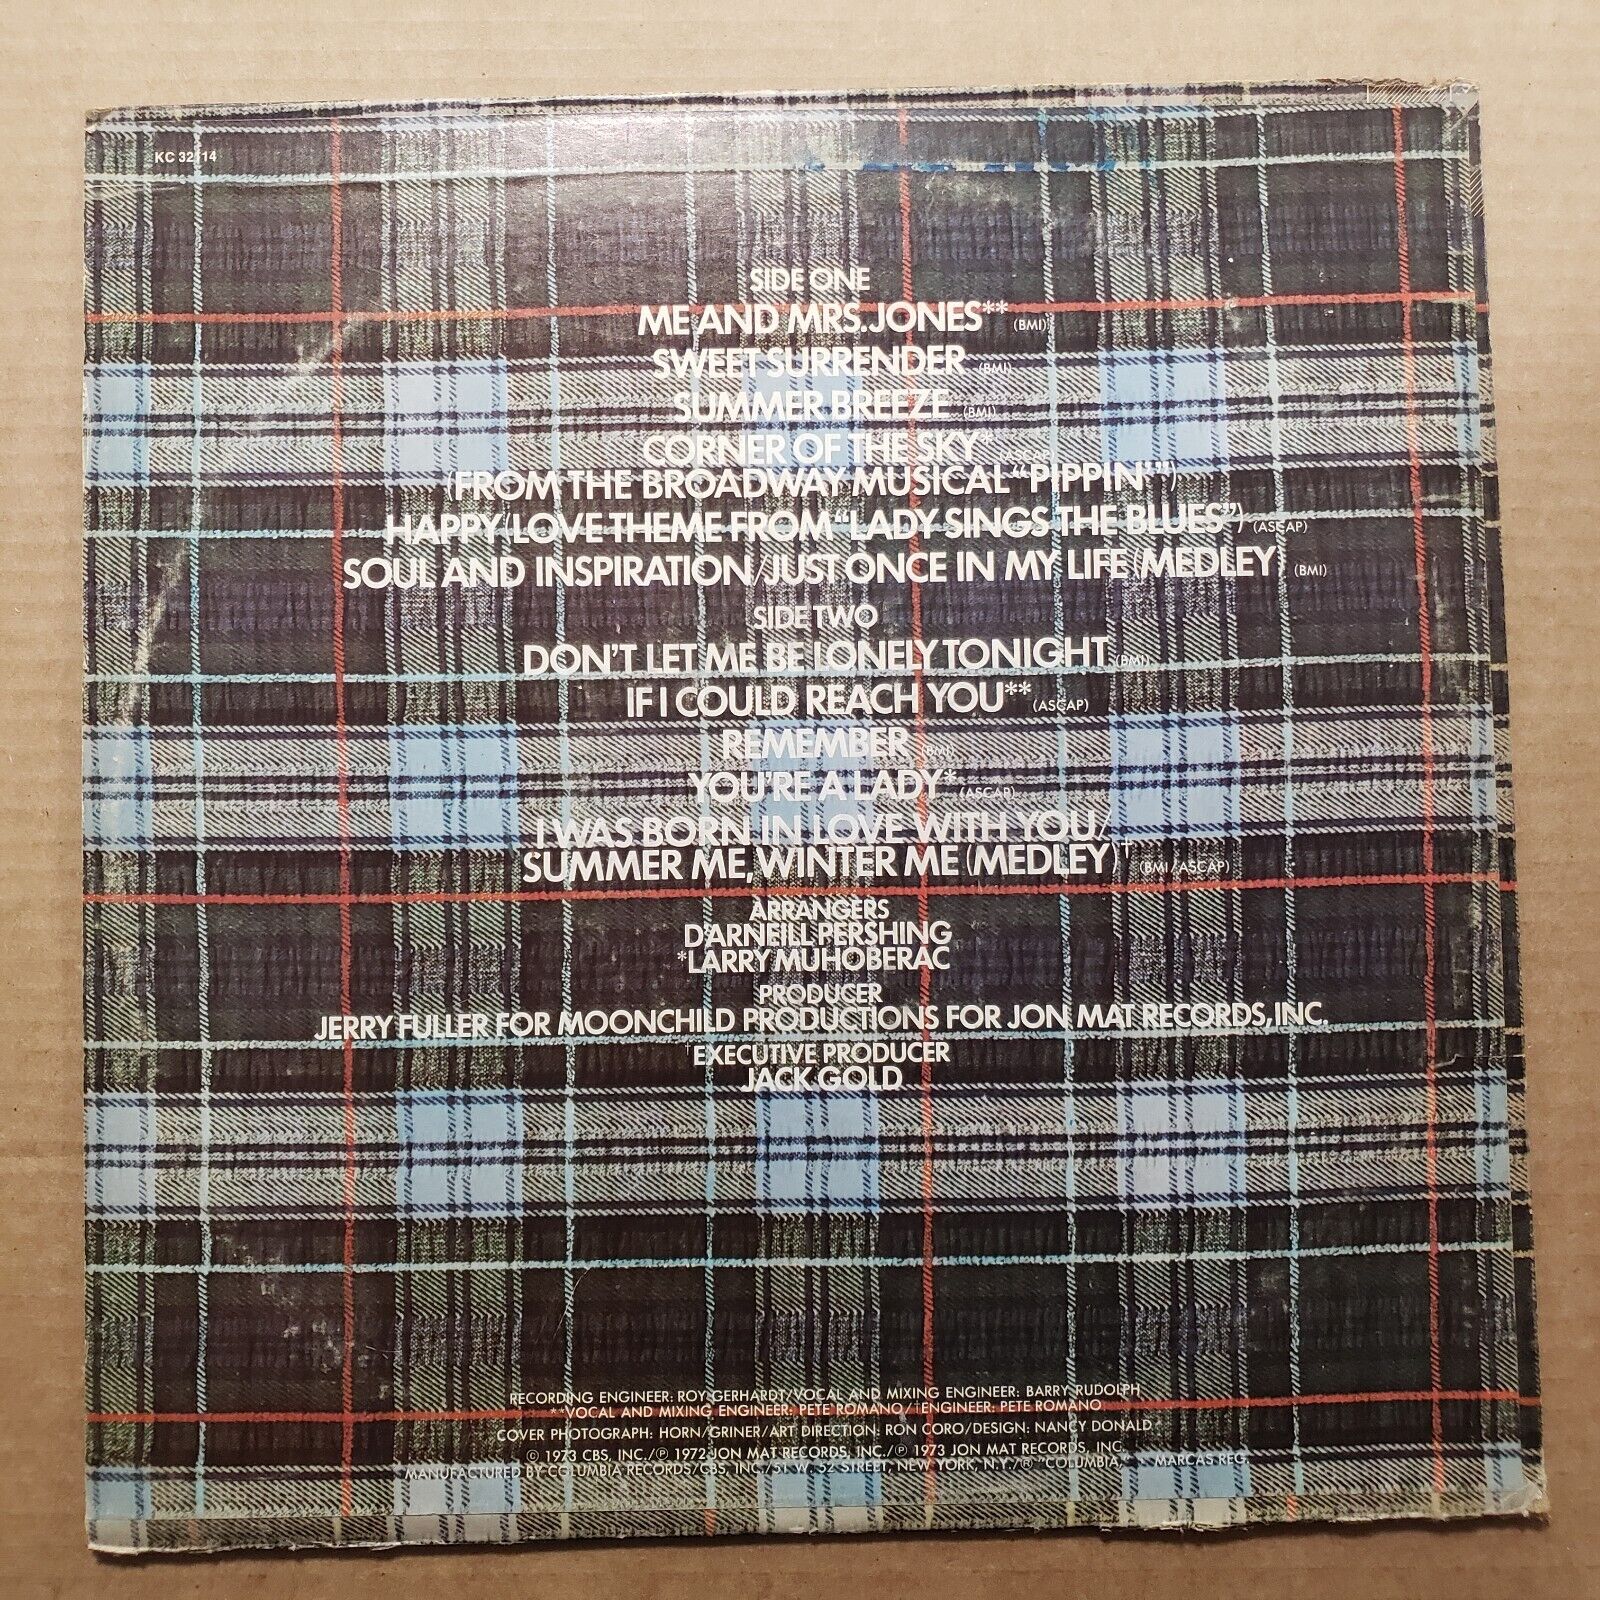 KC 32114
SIDE ONE
ME AND MRS. JONES** (BMI)
SWEET SURRENDER (BMI)
SUMMER BREEZE (BMI)
CORNER OF THE SKY* (ASCAP)
(FROM THE BROADWAY MUSICAL "PIPPIN'")
HAPPY (LOVE THEME FROM "LADY SINGS THE BLUES") (ASCAP)
SOUL AND INSPIRATION/JUST ONCE IN MY LIFE (MEDLEY) (BMI)
SIDE TWO
DON'T LET ME BE LONELY TONIGHT (BMI)
IF I COULD REACH YOU** (ASCAP)
REMEMBER (BMI)
YOU'RE A LADY* (ASCAP)
I WAS BORN IN LOVE WITH YOU/
SUMMER ME, WINTER ME (MEDLEY)† (BMI/ASCAP)
ARRANGERS
D'ARNEILL PERSHING
*LARRY MUHOBERAC
PRODUCER
JERRY FULLER FOR MOONCHILD PRODUCTIONS FOR JON MAT RECORDS, INC.
†EXECUTIVE PRODUCER
JACK GOLD
RECORDING ENGINEER: ROY GERHARDT/VOCAL AND MIXING ENGINEER: BARRY RUDOLPH
**VOCAL AND MIXING ENGINEER: PETE ROMANO/†ENGINEER: PETE ROMANO
COVER PHOTOGRAPH: HORN/GRINER/ART DIRECTION: RON CORO/DESIGN: NANCY DONALD
© 1973 CBS, INC./℗ 1972 JON MAT RECORDS, INC./℗ 1973 JON MAT RECORDS, INC.
MANUFACTURED BY COLUMBIA RECORDS/CBS, INC./51 W. 52 STREET, NEW YORK, N.Y./® "COLUMBIA," MARCAS REG.